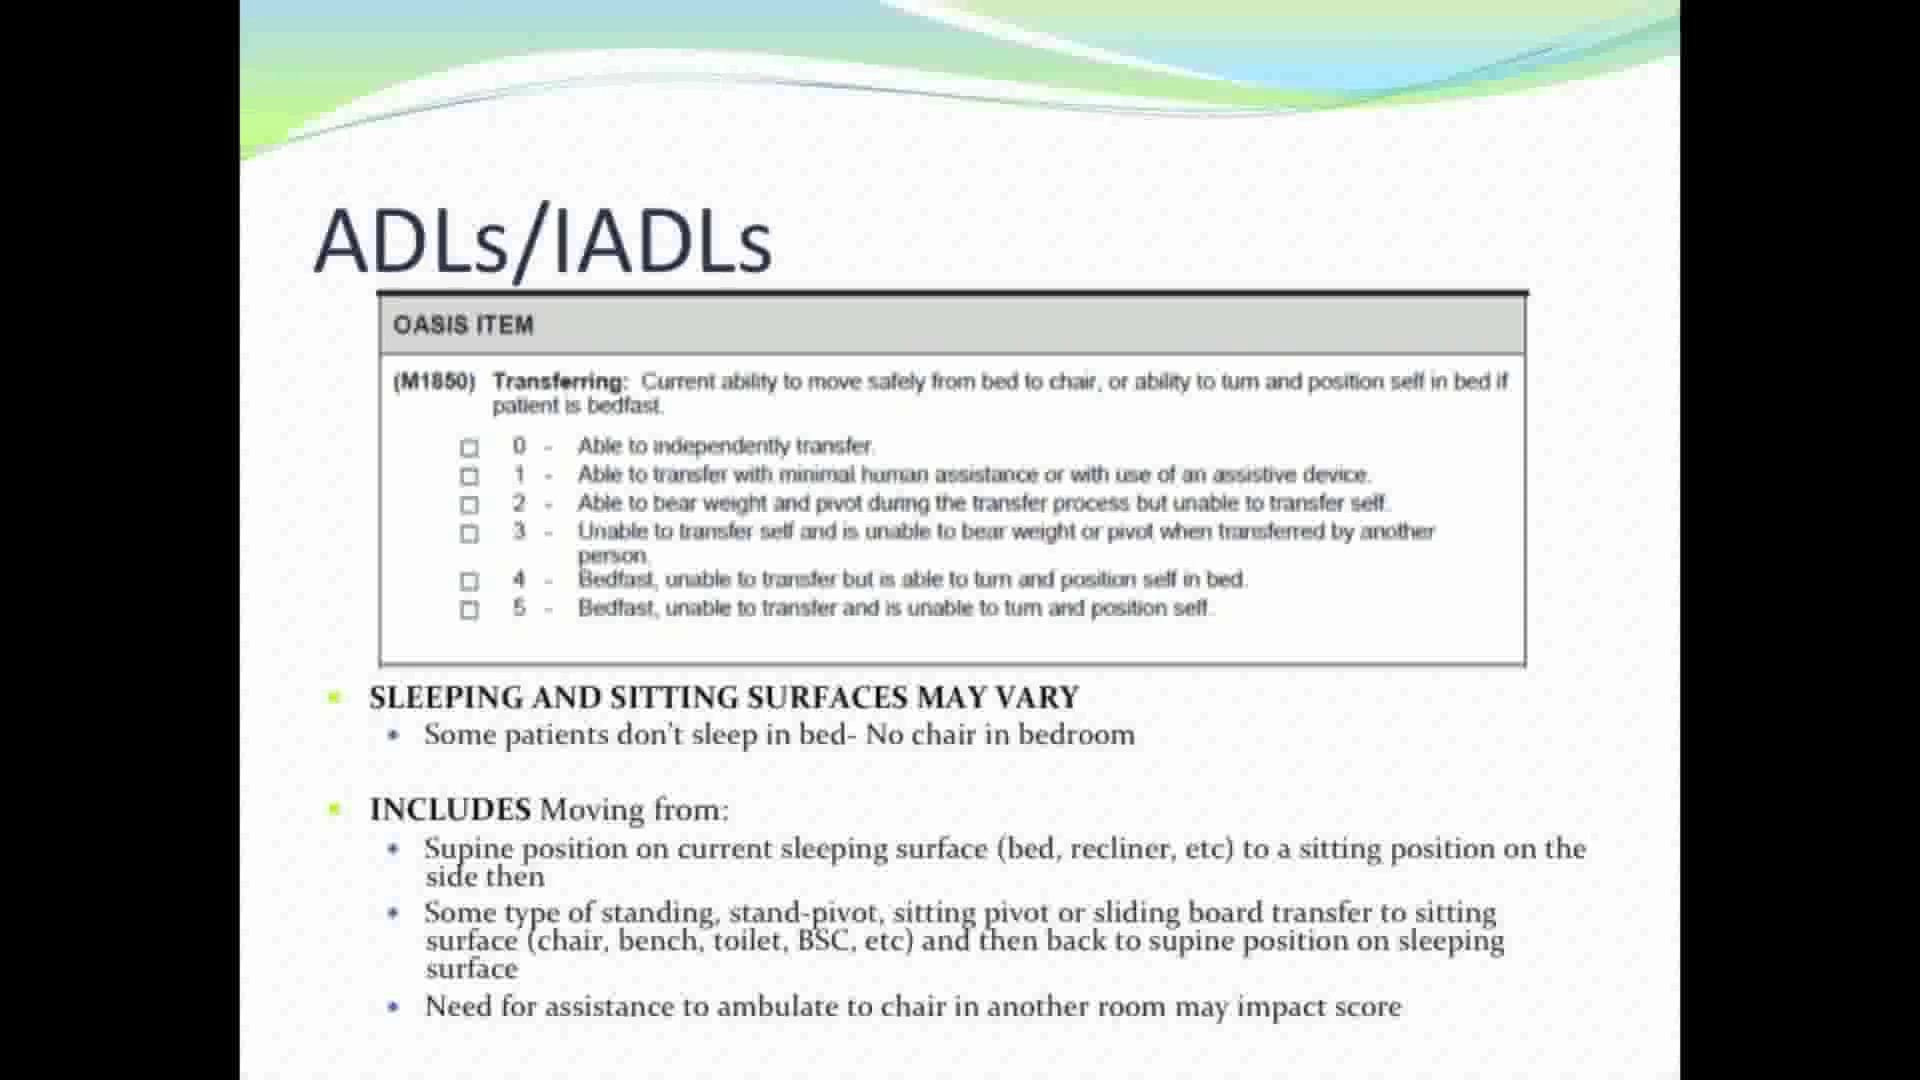 ADLs/IADLs
OASIS ITEM
(M1850) Transferring: Current ability to move safely from bed to chair, or ability to turn and position self in bed if
patient is bedfast.
0 - Able to independently transfer.
1 - Able to transfer with minimal human assistance or with use of an assistive device.
2 - Able to bear weight and pivot during the transfer process but unable to transfer self.
3 - Unable to transfer self and is unable to bear weight or pivot when transferred by another
person.
4 - Bedfast, unable to transfer but is able to turn and position self in bed.
5 - Bedfast, unable to transfer and is unable to turn and position self.
SLEEPING AND SITTING SURFACES MAY VARY
Some patients don't sleep in bed- No chair in bedroom
INCLUDES Moving from:
Supine position on current sleeping surface (bed, recliner, etc) to a sitting position on the
side then
Some type of standing, stand-pivot, sitting pivot or sliding board transfer to sitting
surface (chair, bench, toilet, BSC, etc) and then back to supine position on sleeping
surface
Need for assistance to ambulate to chair in another room may impact score